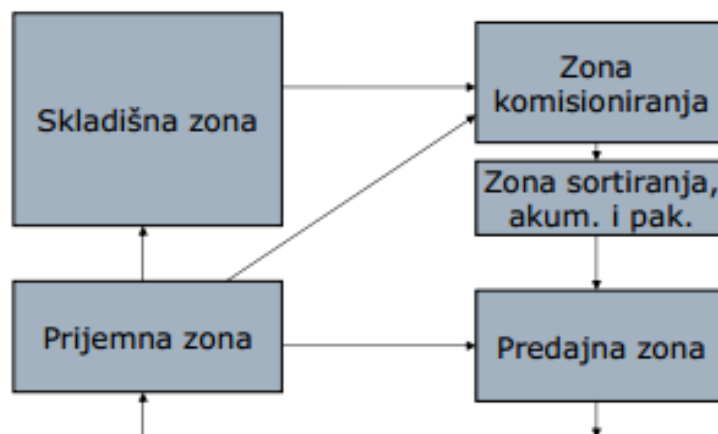 Skladišna zona
Zona
komisioniranja
Zona sortiranja,
akum. i pak.
Prijemna zona
Predajna zona